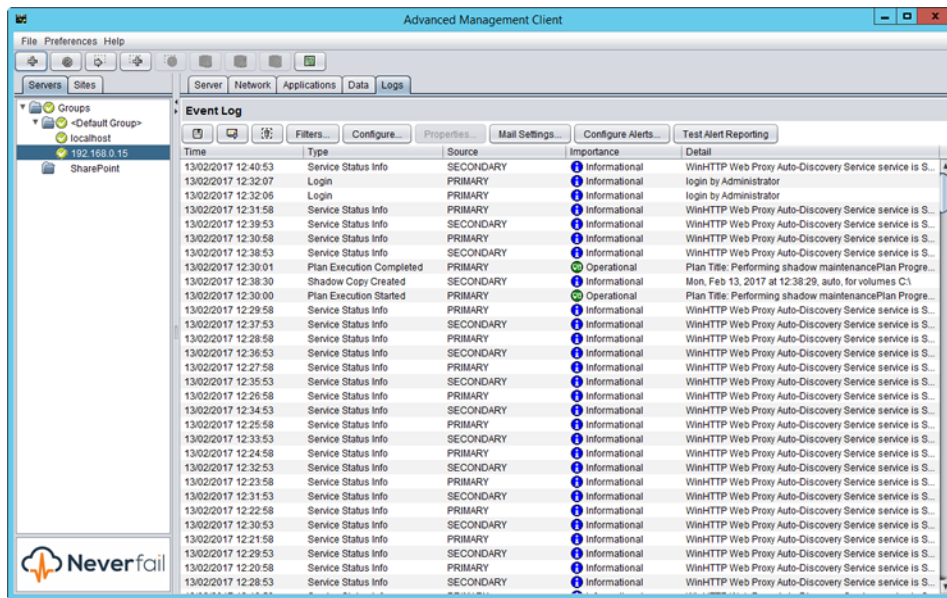 Advanced Management Client
File Preferences Help
Servers Sites
Server Network Applications Data Logs
Groups
<Default Group>
localhost
192.168.0.15
SharePoint
Event Log
Filters... Configure... Properties... Mail Settings... Configure Alerts... Test Alert Reporting
Time Type Source Importance Detail
13/02/2017 12:40:53 Service Status Info SECONDARY Informational WinHTTP Web Proxy Auto-Discovery Service service is S...
13/02/2017 12:32:07 Login PRIMARY Informational login by Administrator
13/02/2017 12:32:06 Login PRIMARY Informational login by Administrator
13/02/2017 12:31:58 Service Status Info PRIMARY Informational WinHTTP Web Proxy Auto-Discovery Service service is S...
13/02/2017 12:39:53 Service Status Info SECONDARY Informational WinHTTP Web Proxy Auto-Discovery Service service is S...
13/02/2017 12:30:58 Service Status Info PRIMARY Informational WinHTTP Web Proxy Auto-Discovery Service service is S...
13/02/2017 12:38:53 Service Status Info SECONDARY Informational WinHTTP Web Proxy Auto-Discovery Service service is S...
13/02/2017 12:30:01 Plan Execution Completed PRIMARY Operational Plan Title: Performing shadow maintenancePlan Progre...
13/02/2017 12:38:30 Shadow Copy Created SECONDARY Informational Mon, Feb 13, 2017 at 12:38:29, auto, for volumes C:\
13/02/2017 12:30:00 Plan Execution Started PRIMARY Operational Plan Title: Performing shadow maintenancePlan Progre...
13/02/2017 12:29:58 Service Status Info PRIMARY Informational WinHTTP Web Proxy Auto-Discovery Service service is S...
13/02/2017 12:37:53 Service Status Info SECONDARY Informational WinHTTP Web Proxy Auto-Discovery Service service is S...
13/02/2017 12:28:58 Service Status Info PRIMARY Informational WinHTTP Web Proxy Auto-Discovery Service service is S...
13/02/2017 12:36:53 Service Status Info SECONDARY Informational WinHTTP Web Proxy Auto-Discovery Service service is S...
13/02/2017 12:27:58 Service Status Info PRIMARY Informational WinHTTP Web Proxy Auto-Discovery Service service is S...
13/02/2017 12:35:53 Service Status Info SECONDARY Informational WinHTTP Web Proxy Auto-Discovery Service service is S...
13/02/2017 12:26:58 Service Status Info PRIMARY Informational WinHTTP Web Proxy Auto-Discovery Service service is S...
13/02/2017 12:34:53 Service Status Info SECONDARY Informational WinHTTP Web Proxy Auto-Discovery Service service is S...
13/02/2017 12:25:58 Service Status Info PRIMARY Informational WinHTTP Web Proxy Auto-Discovery Service service is S...
13/02/2017 12:33:53 Service Status Info SECONDARY Informational WinHTTP Web Proxy Auto-Discovery Service service is S...
13/02/2017 12:24:58 Service Status Info PRIMARY Informational WinHTTP Web Proxy Auto-Discovery Service service is S...
13/02/2017 12:32:53 Service Status Info SECONDARY Informational WinHTTP Web Proxy Auto-Discovery Service service is S...
13/02/2017 12:23:58 Service Status Info PRIMARY Informational WinHTTP Web Proxy Auto-Discovery Service service is S...
13/02/2017 12:31:53 Service Status Info SECONDARY Informational WinHTTP Web Proxy Auto-Discovery Service service is S...
13/02/2017 12:22:58 Service Status Info PRIMARY Informational WinHTTP Web Proxy Auto-Discovery Service service is S...
13/02/2017 12:30:53 Service Status Info SECONDARY Informational WinHTTP Web Proxy Auto-Discovery Service service is S...
13/02/2017 12:21:58 Service Status Info PRIMARY Informational WinHTTP Web Proxy Auto-Discovery Service service is S...
13/02/2017 12:29:53 Service Status Info SECONDARY Informational WinHTTP Web Proxy Auto-Discovery Service service is S...
13/02/2017 12:20:58 Service Status Info PRIMARY Informational WinHTTP Web Proxy Auto-Discovery Service service is S...
13/02/2017 12:28:53 Service Status Info SECONDARY Informational WinHTTP Web Proxy Auto-Discovery Service service is S...
Neverfail